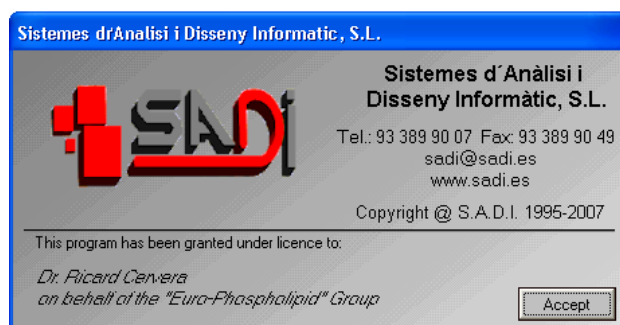 Sistemes drAnalisi i Disseny Informatic, S.L.
SADi
Sistemes d´Anàlisi i
Disseny Informàtic, S.L.
Tel.: 93 389 90 07 Fax: 93 389 90 49
sadi@sadi.es
www.sadi.es
Copyright @ S.A.D.I. 1995-2007
This program has been granted under licence to:
Dr. Ricard Cervera
on behalf of the "Euro-Phospholipid" Group
Accept